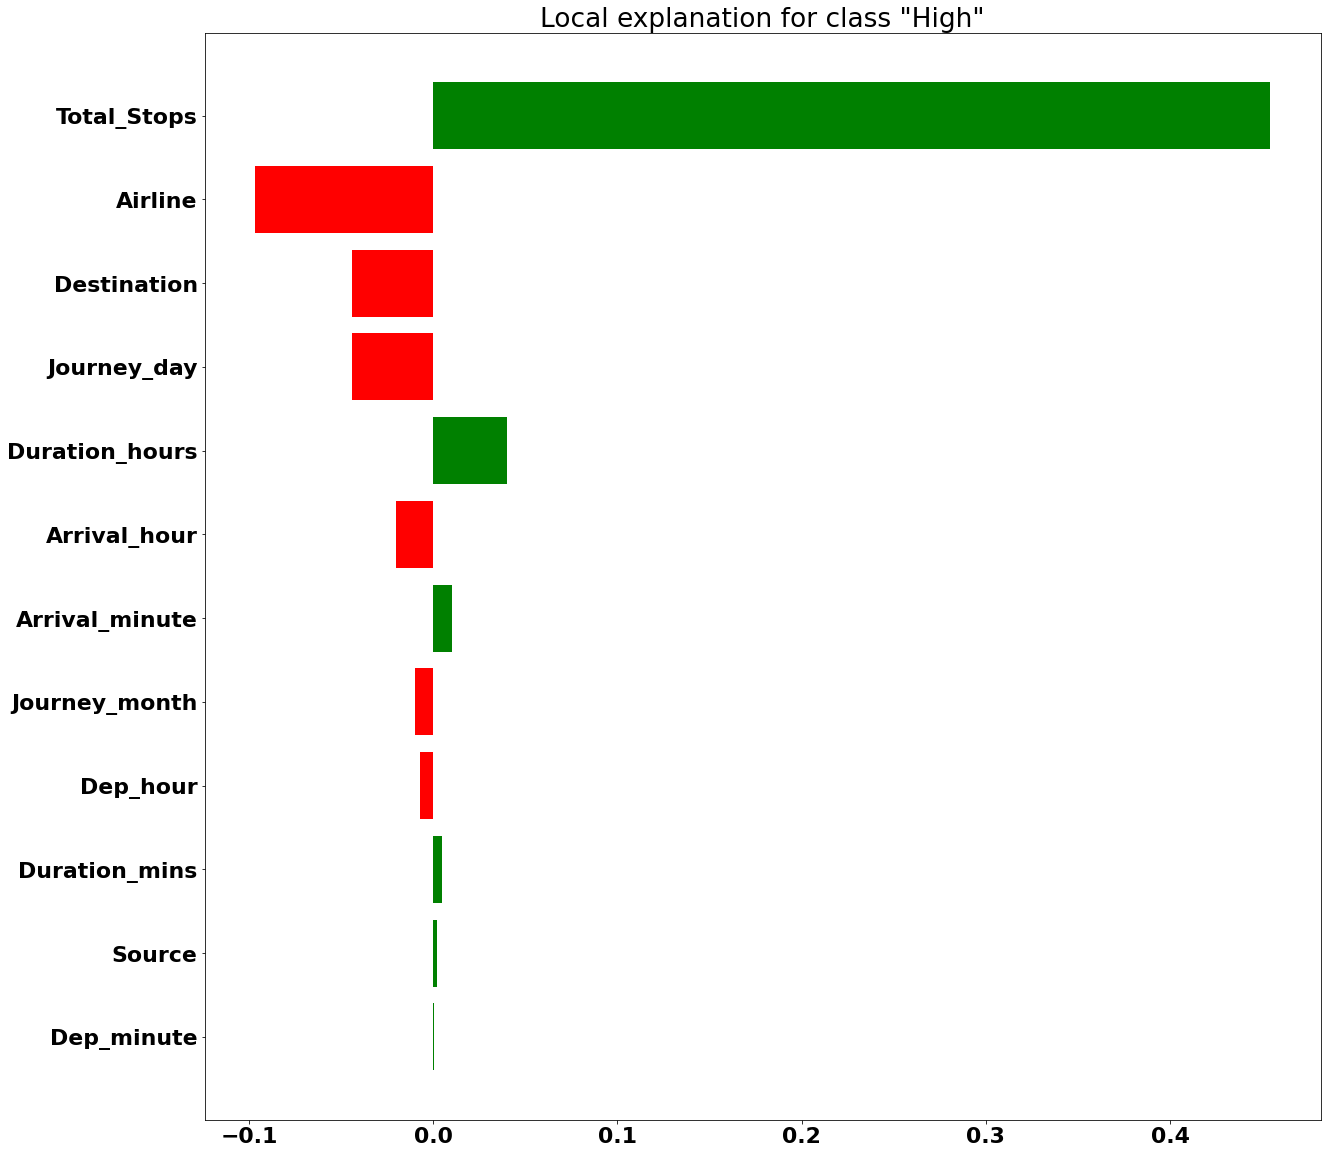 Local explanation for class "High"
Total_Stops
Airline
Destination
Journey_day
Duration_hours
Arrival_hour
Arrival_minute
Journey_month
Dep_hour
Duration_mins
Source
Dep_minute
−0.1 0.0 0.1 0.2 0.3 0.4